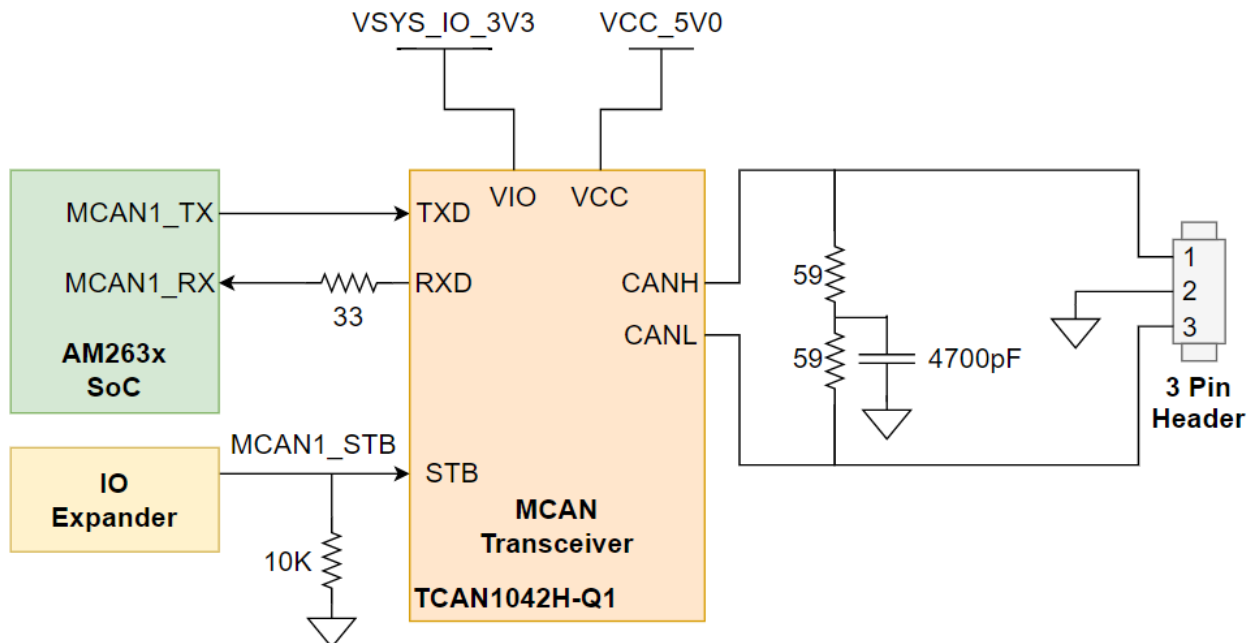 VSYS_IO_3V3
VCC_5V0
VIO
VCC
MCAN1_TX
TXD
MCAN1_RX
33
RXD
AM263x
SoC
CANH
CANL
59
59
4700pF
1
2
3
3 Pin
Header
IO
Expander
MCAN1_STB
STB
10K
MCAN
Transceiver
TCAN1042H-Q1